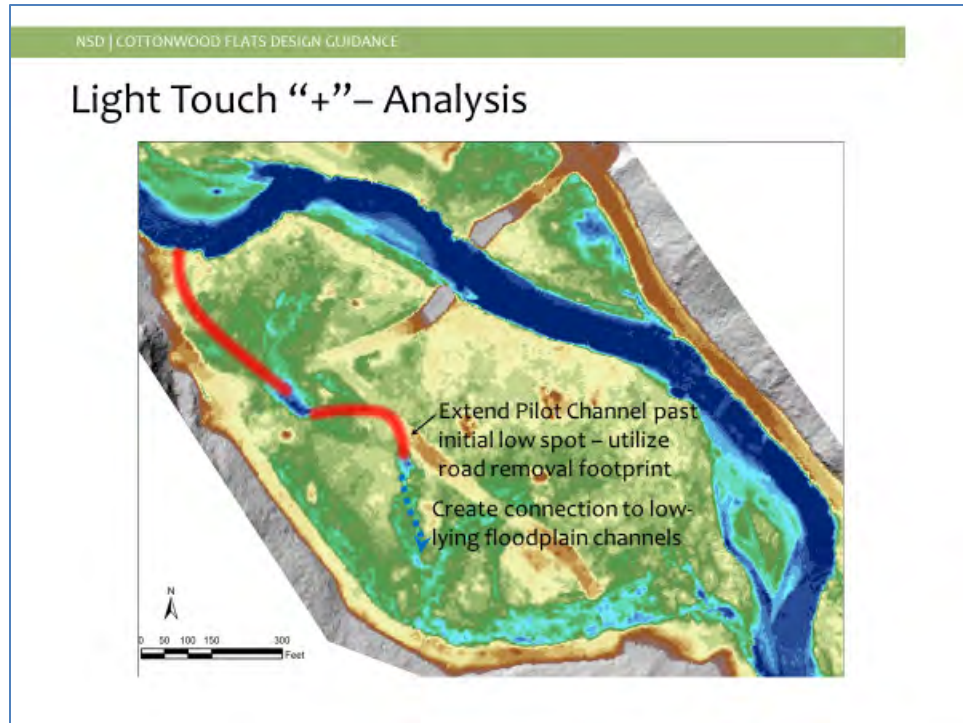 NSD | COTTONWOOD FLATS DESIGN GUIDANCE
Light Touch “+”– Analysis
Extend Pilot Channel past
initial low spot – utilize
road removal footprint
Create connection to low-
lying floodplain channels
N
0 50 100 150 300
Feet